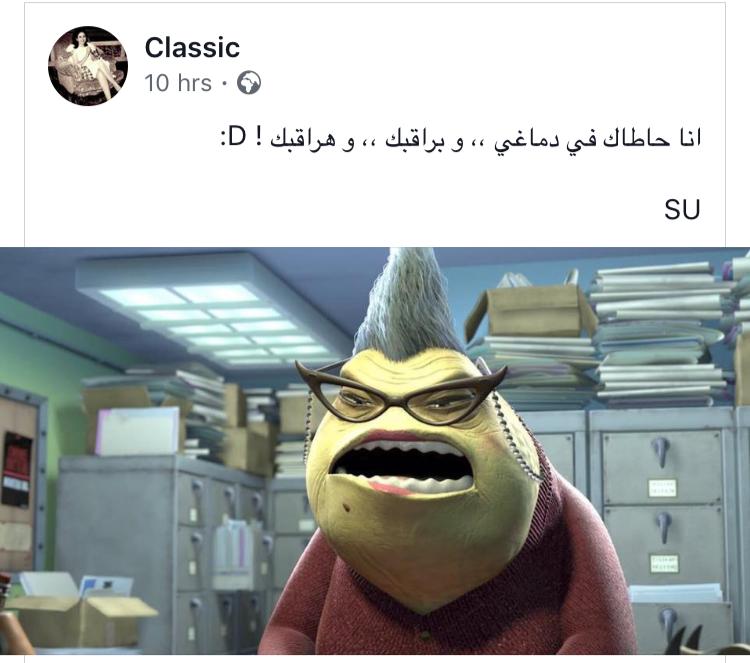 Classic
10 hrs ·
انا حاطاك في دماغي ،، و براقبك ،، و هراقبك ! D:
SU